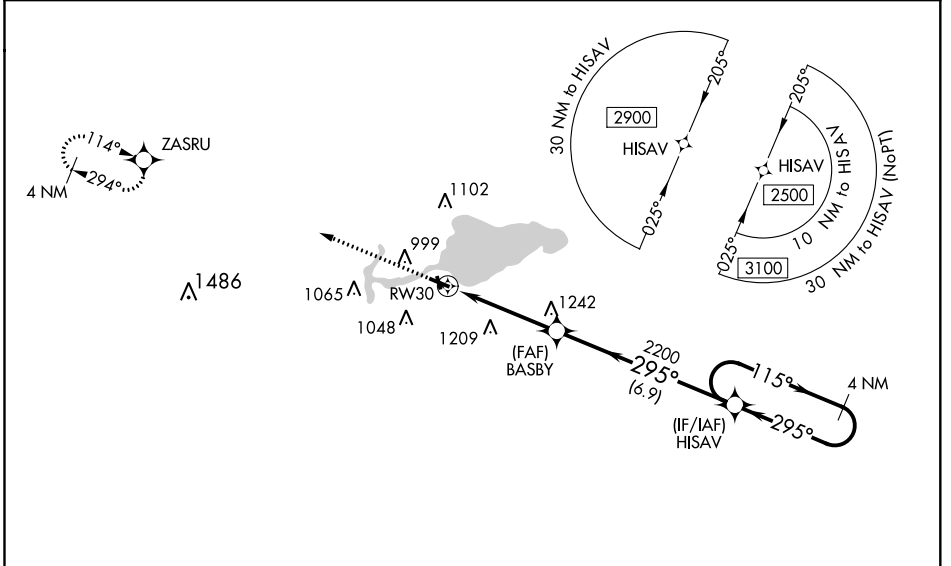 30 NM to HISAV
205°
2900
HISAV
025°
205°
HISAV
2500
10 NM to HISAV
025°
3100
30 NM to HISAV (NoPT)
ZASRU
114°
294°
4 NM
1102
999
1486
1065
RW30
1048
1209
1242
(FAF)
BASBY
2200
295°
(6.9)
115°
4 NM
295°
(IF/IAF)
HISAV